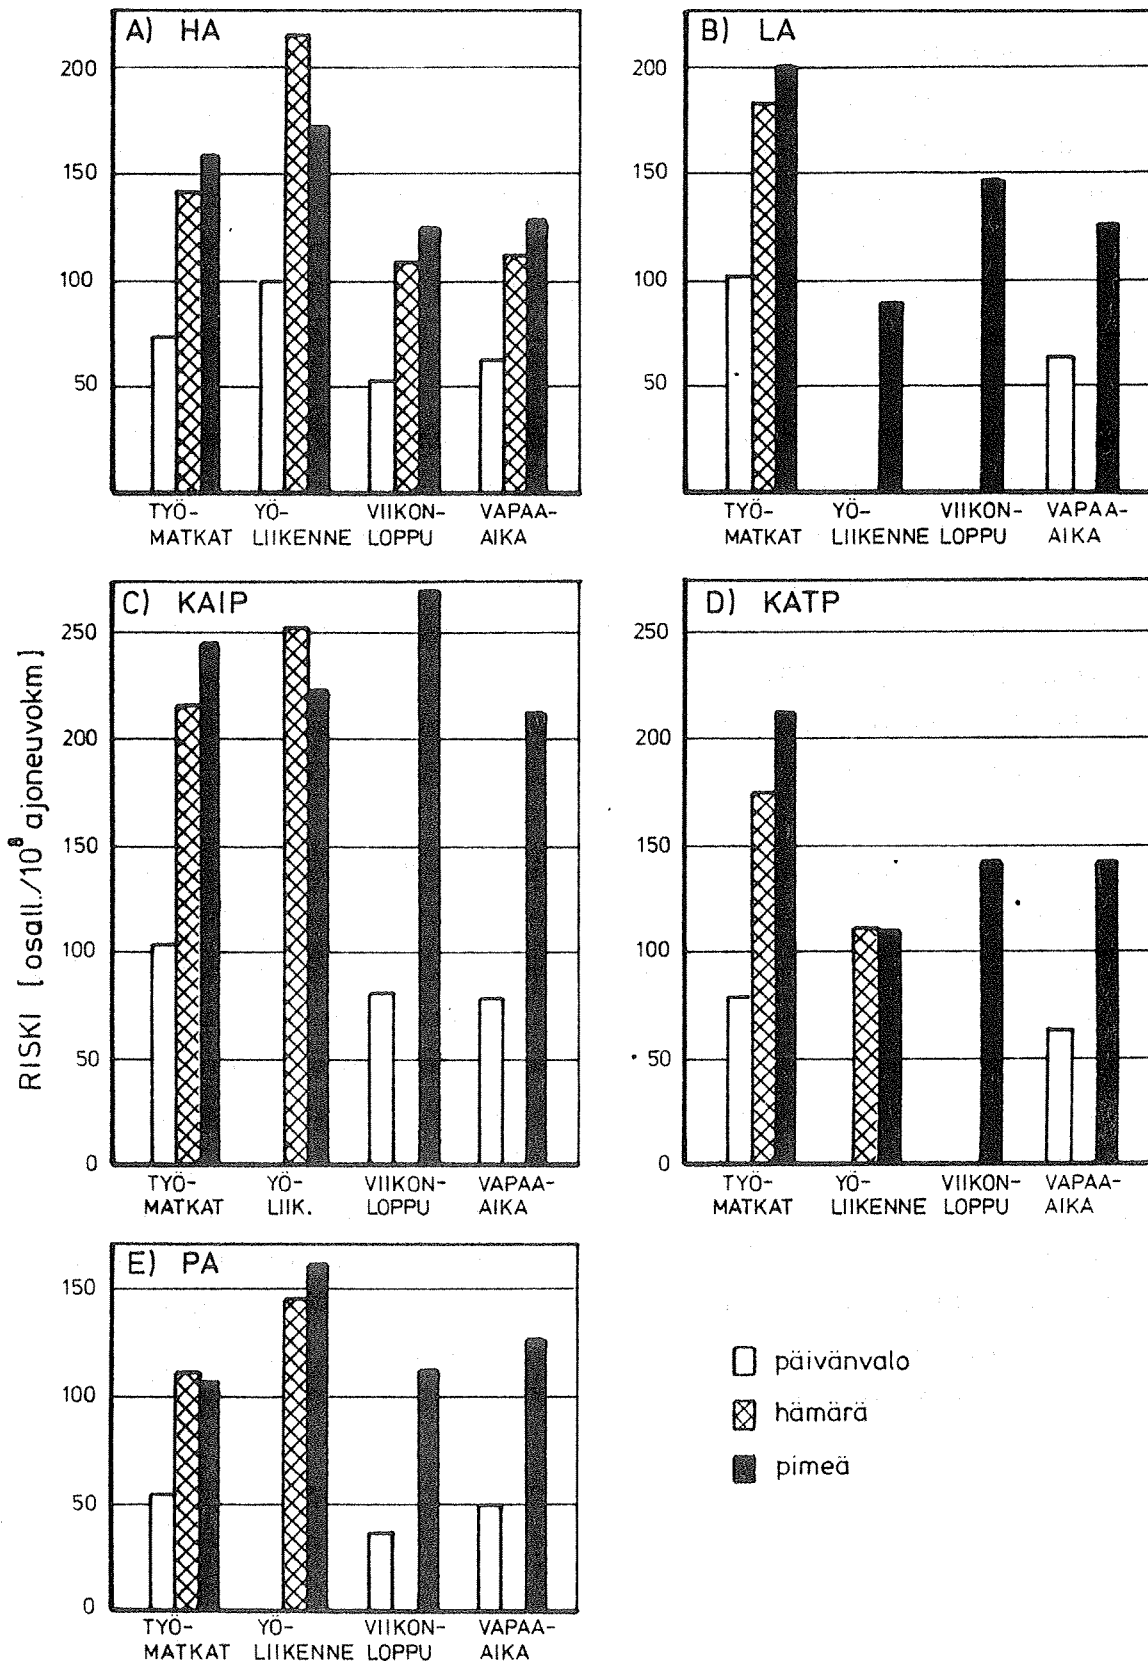 A) HA
200
150
100
50
TYÖ- YÖ- VIIKON- VAPAA-
MATKAT LIIKENNE LOPPU AIKA
B) LA
200
150
100
50
TYÖ- YÖ- VIIKON- VAPAA-
MATKAT LIIKENNE LOPPU AIKA
RISKI [osall./10⁸ ajoneuvokm]
C) KAIP
250
200
150
100
50
0
TYÖ- YÖ- VIIKON- VAPAA-
MATKAT LIIK. LOPPU AIKA
D) KATP
250
200
150
100
50
0
TYÖ- YÖ- VIIKON- VAPAA-
MATKAT LIIKENNE LOPPU AIKA
E) PA
150
100
50
0
TYÖ- YÖ- VIIKON- VAPAA-
MATKAT LIIKENNE LOPPU AIKA
päivänvalo
hämärä
pimeä